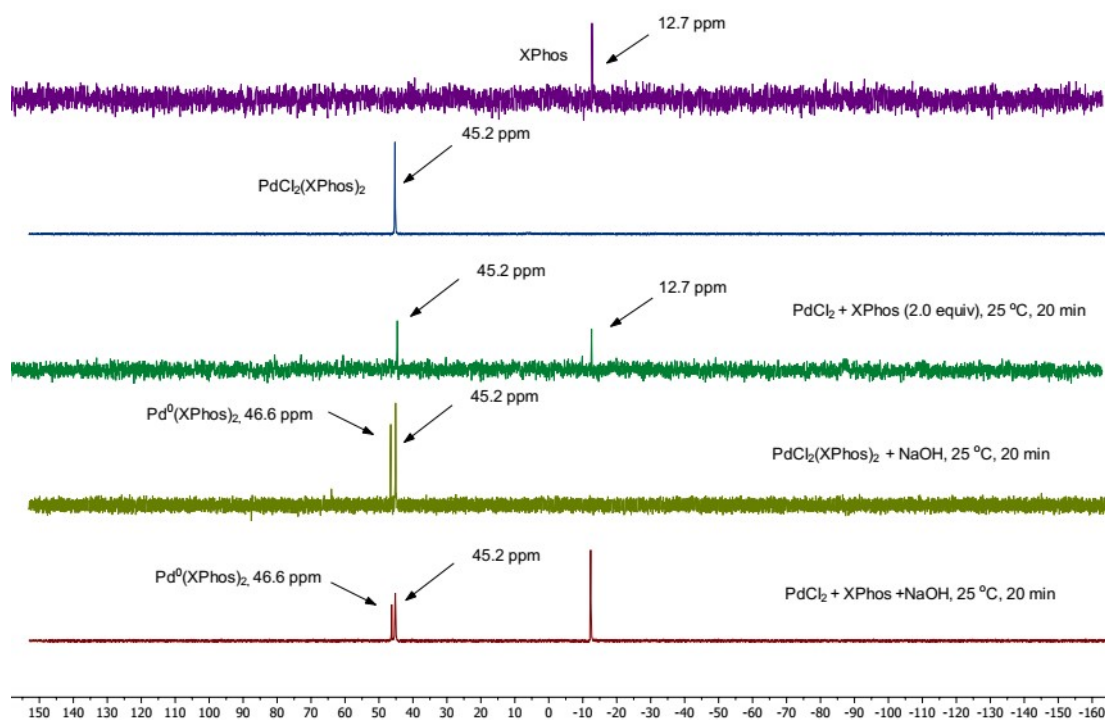 12.7 ppm
XPhos
45.2 ppm
PdCl₂(XPhos)₂
45.2 ppm
12.7 ppm
PdCl₂ + XPhos (2.0 equiv), 25 °C, 20 min
Pd⁰(XPhos)₂, 46.6 ppm
45.2 ppm
PdCl₂(XPhos)₂ + NaOH, 25 °C, 20 min
45.2 ppm
Pd⁰(XPhos)₂, 46.6 ppm
PdCl₂ + XPhos +NaOH, 25 °C, 20 min
150 140 130 120 110 100 90 80 70 60 50 40 30 20 10 0 -10 -20 -30 -40 -50 -60 -70 -80 -90 -100 -110 -120 -130 -140 -150 -160